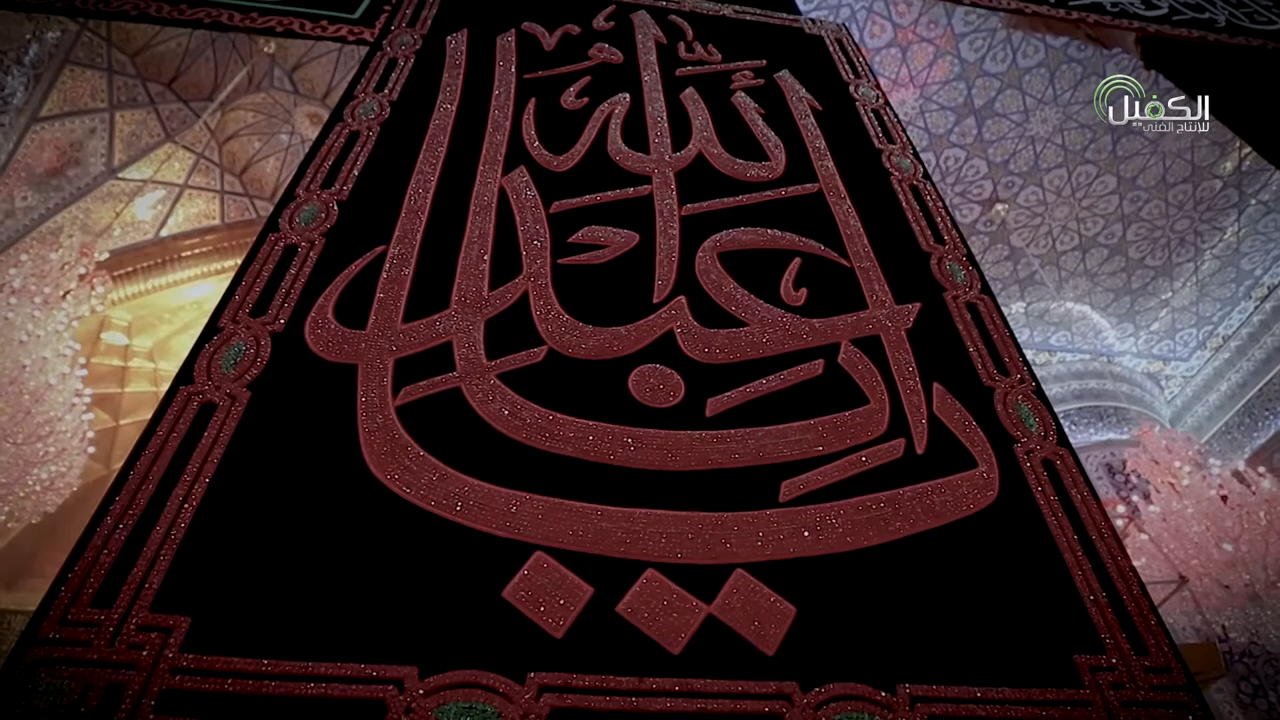 يا أبا عبد الله
الكفيل
للإنتاج الفني